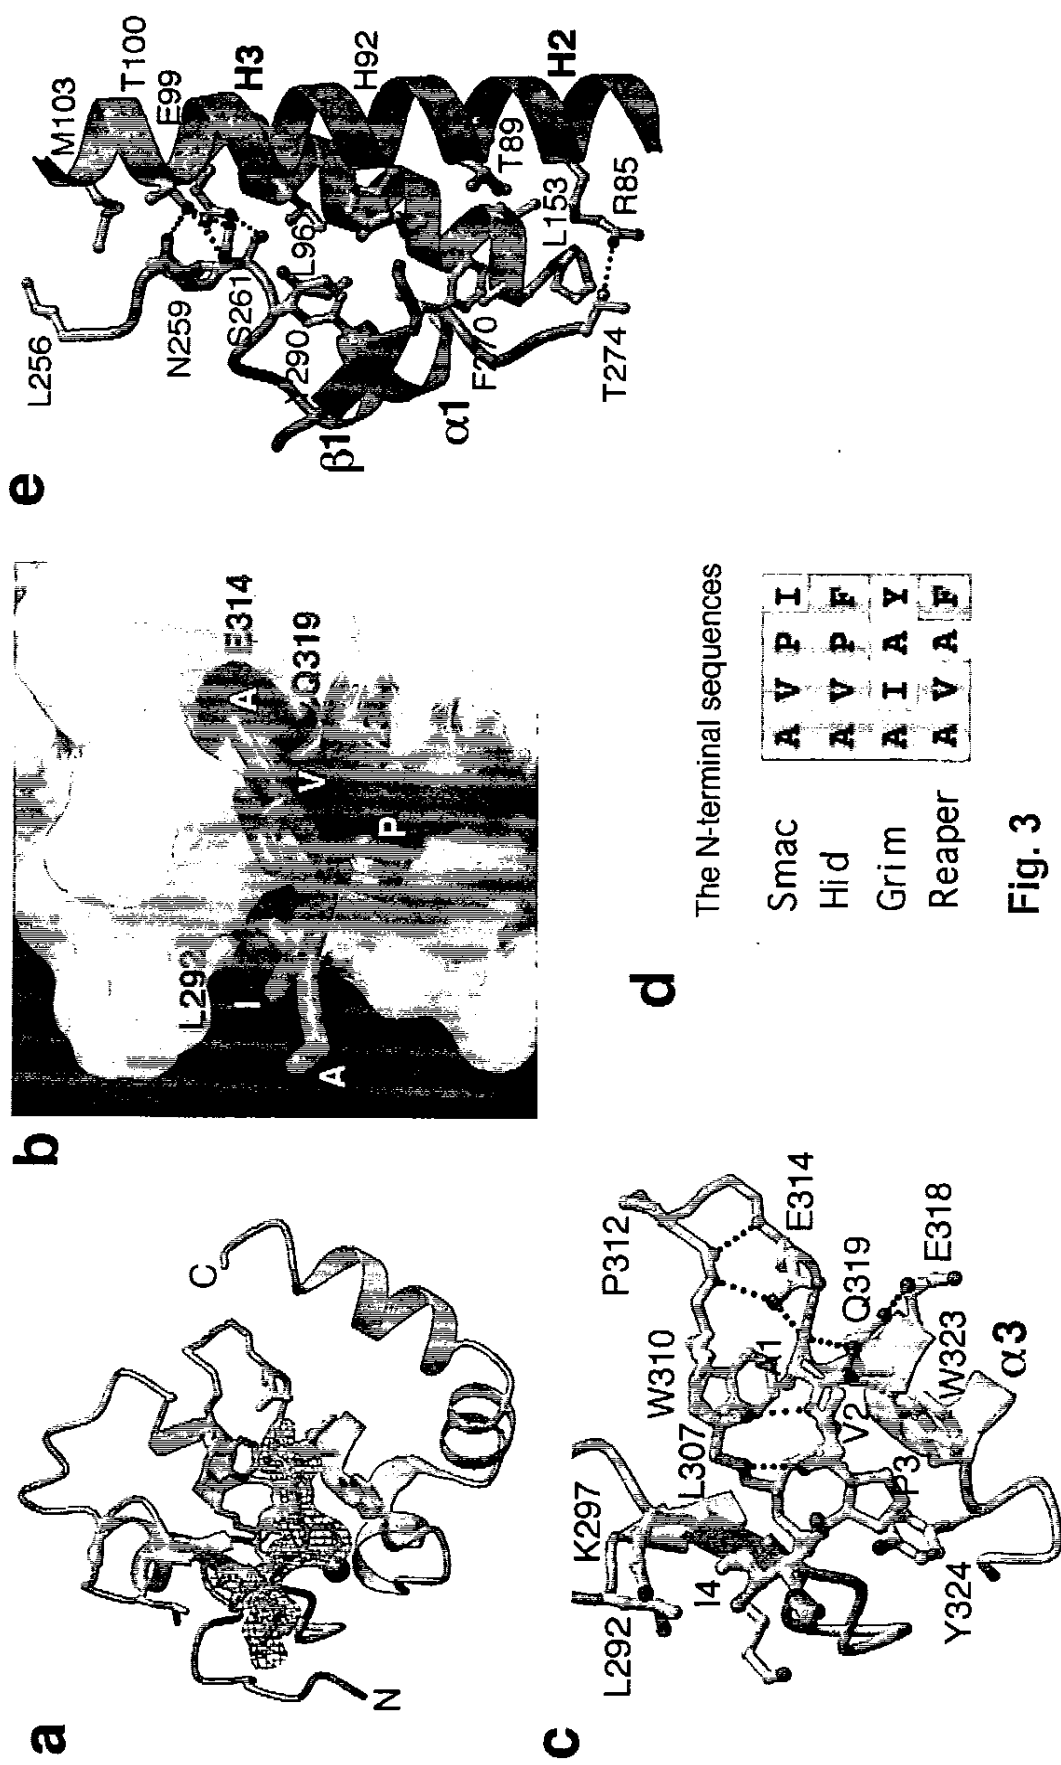 a
C
N
b
L292
E314
Q319
A
V
P
I
A
c
P312
W310
E314
L307
K297
A1
Q319
E318
V2
W323
α3
P3
I4
L292
Y324
d
The N-terminal sequences
Smac A V P I
Hid A V P F
Grim A I A Y
Reaper A V A F
e
M103
T100
E99
H3
H92
H2
L256
N259
S261
L96
T89
L153
R85
Y290
β1
α1
F270
T274
Fig. 3